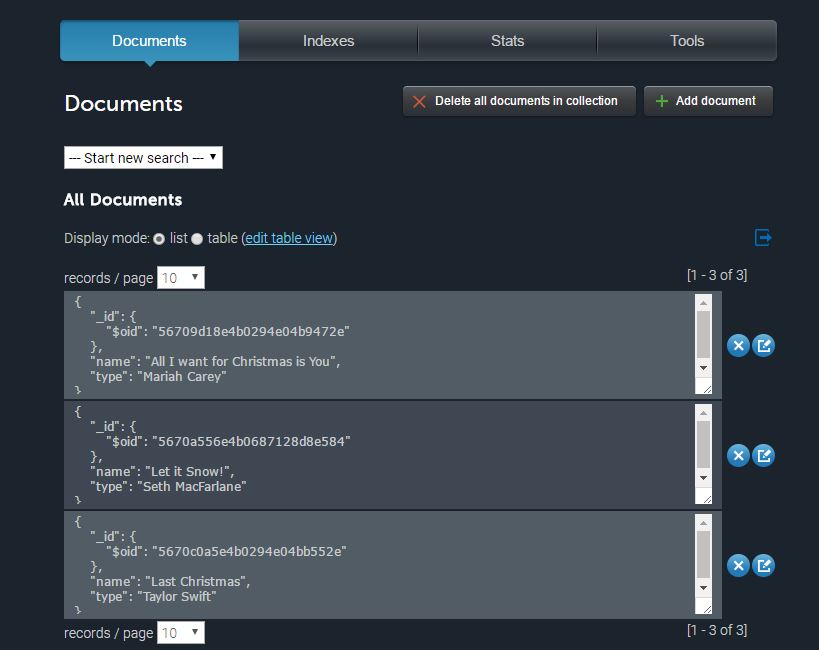 Documents Indexes Stats Tools
Documents Delete all documents in collection Add document
--- Start new search ---
All Documents
Display mode: list table (edit table view)
records / page 10 [1 - 3 of 3]
{
"_id": {
"$oid": "56709d18e4b0294e04b9472e"
},
"name": "All I want for Christmas is You",
"type": "Mariah Carey"
}
{
"_id": {
"$oid": "5670a556e4b0687128d8e584"
},
"name": "Let it Snow!",
"type": "Seth MacFarlane"
}
{
"_id": {
"$oid": "5670c0a5e4b0294e04bb552e"
},
"name": "Last Christmas",
"type": "Taylor Swift"
}
records / page 10 [1 - 3 of 3]